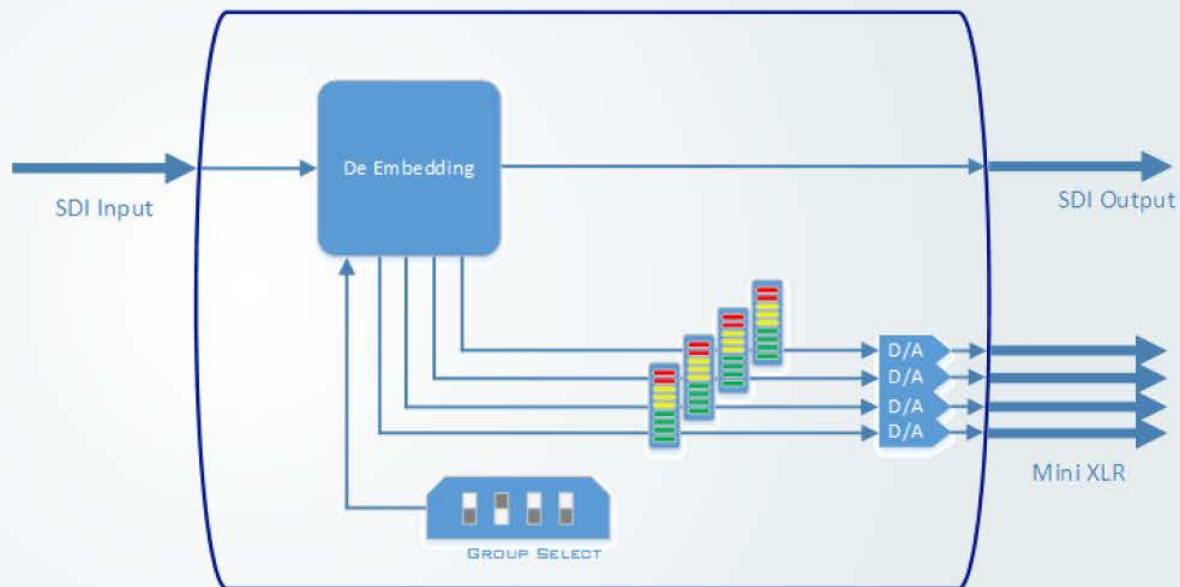 De Embedding
SDI Input
SDI Output
D/A
D/A
D/A
D/A
Mini XLR
GROUP SELECT